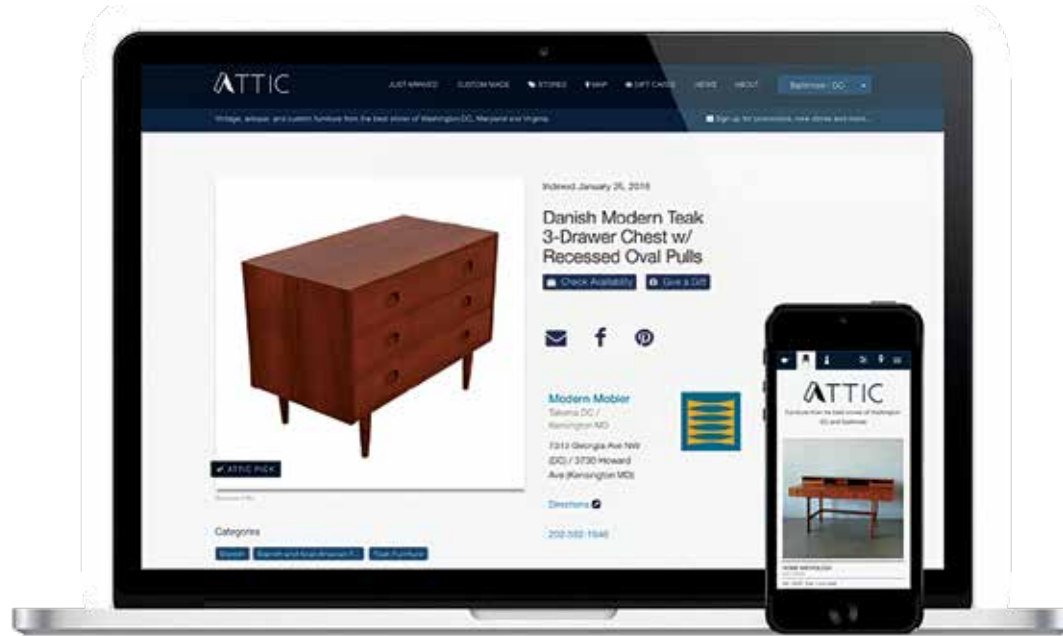 ATTIC
JUST ARRIVED CUSTOM MADE STORES MAP GIFT CARDS NEWS ABOUT Baltimore - DC
Vintage, antique, and custom furniture from the best stores of Washington DC, Maryland and Virginia.
Sign up for promotions, new stores and more...
Indexed January 25, 2016
Danish Modern Teak
3-Drawer Chest w/
Recessed Oval Pulls
Check Availability Give a Gift
Modern Mobler
Takoma DC /
Kensington MD
7313 Georgia Ave NW
(DC) / 3730 Howard
Ave (Kensington MD)
Directions
ATTIC PICK
Categories
Danish Danish and Scandinavian F... Teak Furniture
ATTIC
Furniture from the best stores of Washington
DC and Baltimore